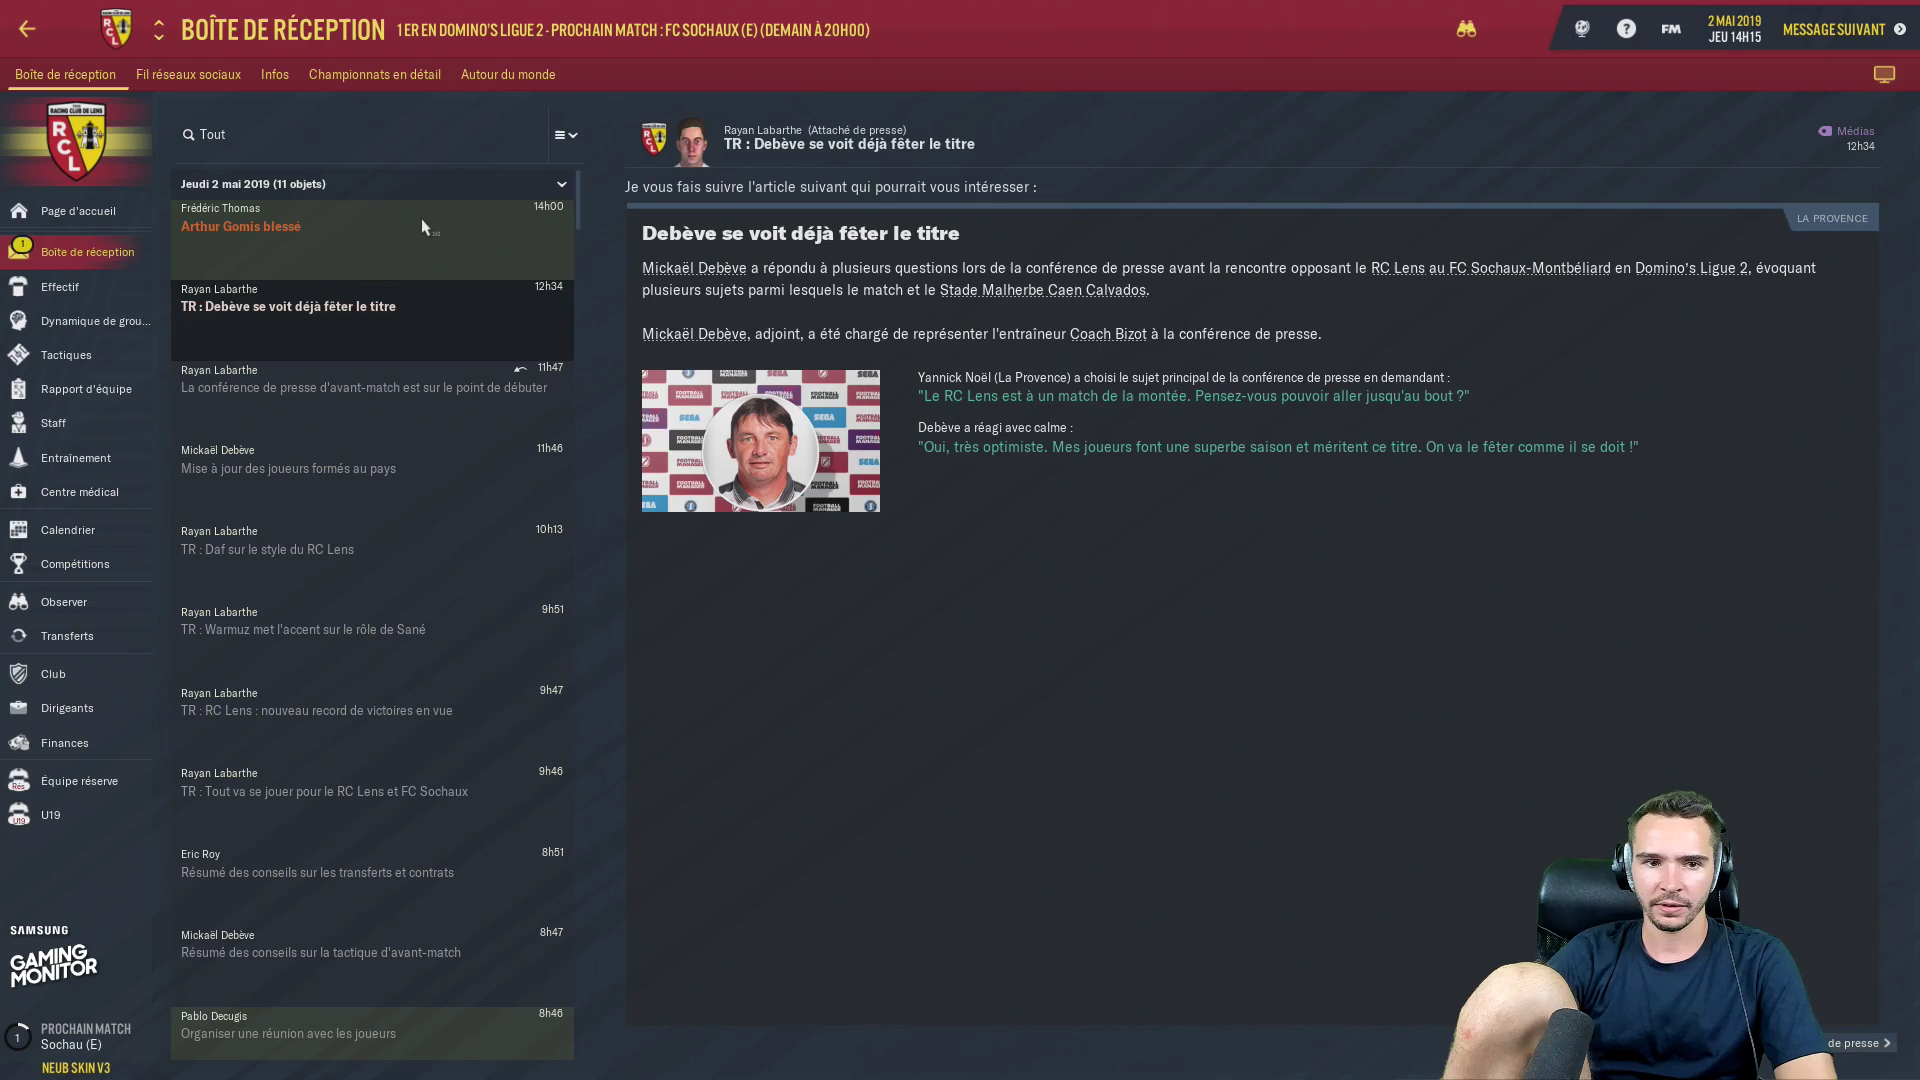 BOÎTE DE RÉCEPTION
1ER EN DOMINO'S LIGUE 2 - PROCHAIN MATCH : FC SOCHAUX (E) (DEMAIN À 20H00)
FM
2 MAI 2019
JEU 14H15
MESSAGE SUIVANT
Boîte de réception
Fil réseaux sociaux
Infos
Championnats en détail
Autour du monde
RACING CLUB DE LENS
RCL
Page d'accueil
1
Boîte de réception
Effectif
Dynamique de grou...
Tactiques
Rapport d'équipe
Staff
Entraînement
Centre médical
Calendrier
Compétitions
Observer
Transferts
Club
Dirigeants
Finances
Rés
Équipe réserve
U19
U19
SAMSUNG
GAMING
MONITOR
1
PROCHAIN MATCH
Sochau (E)
NEUB SKIN V3
Tout
Jeudi 2 mai 2019 (11 objets)
Frédéric Thomas 14h00
Arthur Gomis blessé
Rayan Labarthe 12h34
TR : Debève se voit déjà fêter le titre
Rayan Labarthe 11h47
La conférence de presse d'avant-match est sur le point de débuter
Mickaël Debève 11h46
Mise à jour des joueurs formés au pays
Rayan Labarthe 10h13
TR : Daf sur le style du RC Lens
Rayan Labarthe 9h51
TR : Warmuz met l'accent sur le rôle de Sané
Rayan Labarthe 9h47
TR : RC Lens : nouveau record de victoires en vue
Rayan Labarthe 9h46
TR : Tout va se jouer pour le RC Lens et FC Sochaux
Eric Roy 8h51
Résumé des conseils sur les transferts et contrats
Mickaël Debève 8h47
Résumé des conseils sur la tactique d'avant-match
Pablo Decugis 8h46
Organiser une réunion avec les joueurs
Rayan Labarthe (Attaché de presse)
TR : Debève se voit déjà fêter le titre
Médias
12h34
Je vous fais suivre l'article suivant qui pourrait vous intéresser :
LA PROVENCE
Debève se voit déjà fêter le titre
Mickaël Debève a répondu à plusieurs questions lors de la conférence de presse avant la rencontre opposant le RC Lens au FC Sochaux-Montbéliard en Domino's Ligue 2, évoquant
plusieurs sujets parmi lesquels le match et le Stade Malherbe Caen Calvados.
Mickaël Debève, adjoint, a été chargé de représenter l'entraîneur Coach Bizot à la conférence de presse.
FOOTBALL MANAGER
SEGA
Yannick Noël (La Provence) a choisi le sujet principal de la conférence de presse en demandant :
"Le RC Lens est à un match de la montée. Pensez-vous pouvoir aller jusqu'au bout ?"
Debève a réagi avec calme :
"Oui, très optimiste. Mes joueurs font une superbe saison et méritent ce titre. On va le fêter comme il se doit !"
de presse